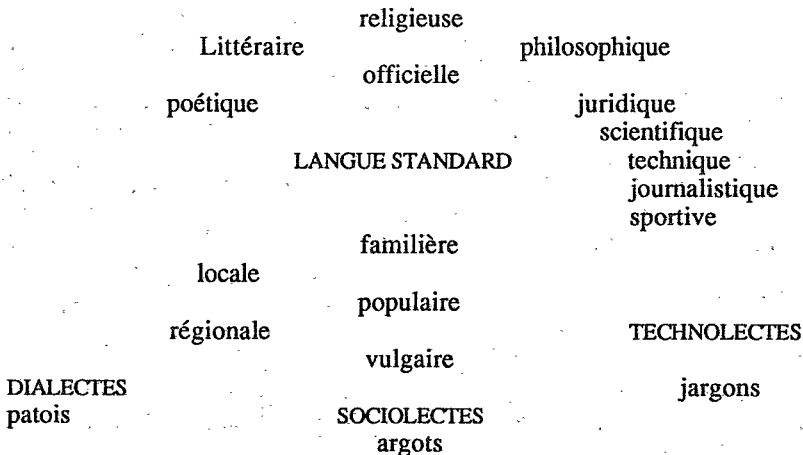 religieuse
Littéraire philosophique
officielle
poétique juridique
scientifique
LANGUE STANDARD technique
journalistique
sportive
familière
locale
populaire
régionale TECHNOLECTES
vulgaire
DIALECTES jargons
patois SOCIOLECTES
argots